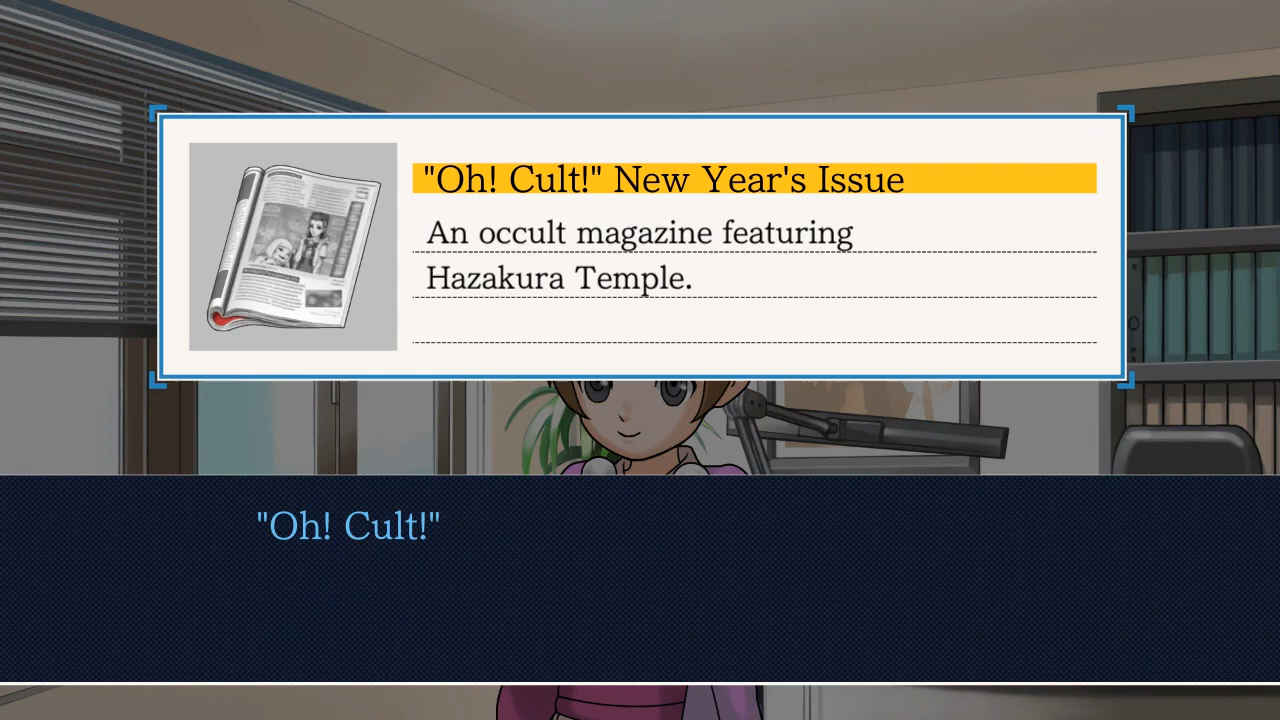 "Oh! Cult!" New Year's Issue
An occult magazine featuring
Hazakura Temple.
"Oh! Cult!"